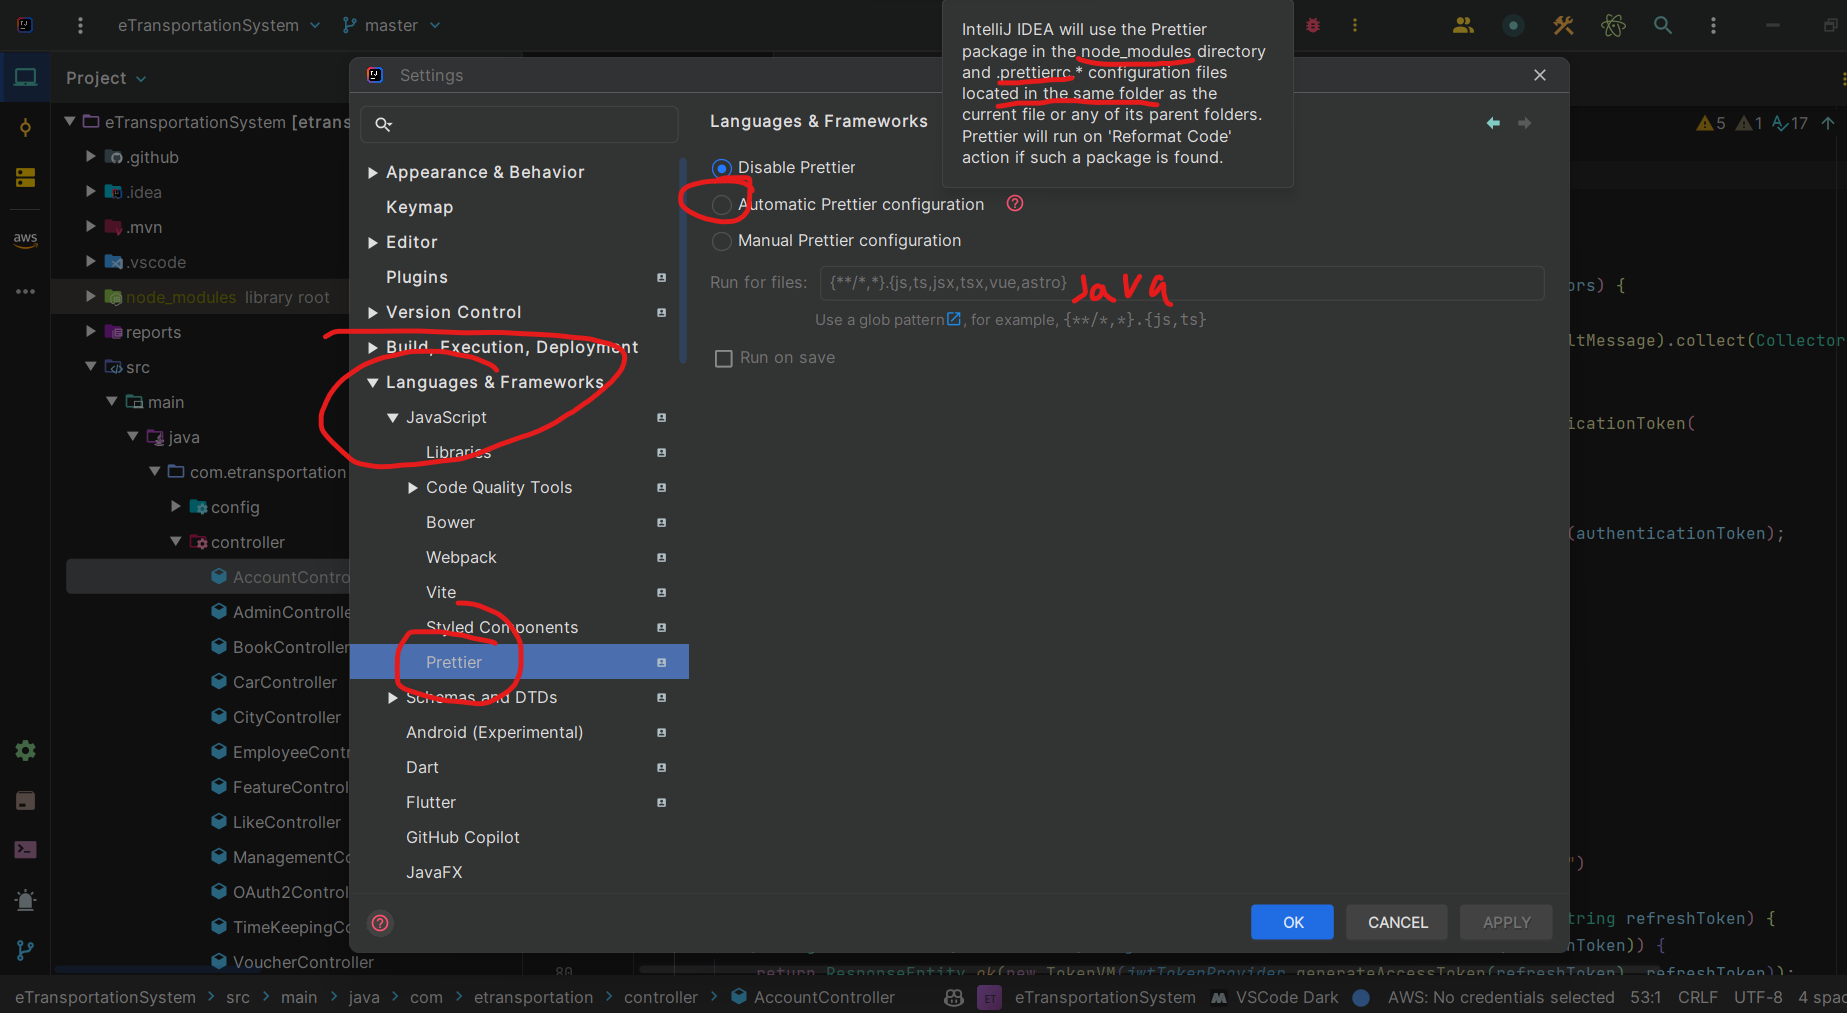 eTransportationSystem
master
IntelliJ IDEA will use the Prettier
package in the node_modules directory
and .prettierrc.* configuration files
located in the same folder as the
current file or any of its parent folders.
Prettier will run on 'Reformat Code'
action if such a package is found.
Project
Settings
eTransportationSystem [etrans
.github
.idea
.mvn
.vscode
node_modules library root
reports
src
main
java
com.etransportation
config
controller
AccountContro
AdminControlle
BookController
CarController
CityController
EmployeeContr
FeatureControl
LikeController
ManagementCo
OAuth2Control
TimeKeepingCo
VoucherController
aws
Appearance & Behavior
Keymap
Editor
Plugins
Version Control
Build, Execution, Deployment
Languages & Frameworks
JavaScript
Libraries
Code Quality Tools
Bower
Webpack
Vite
Styled Components
Prettier
Schemas and DTDs
Android (Experimental)
Dart
Flutter
GitHub Copilot
JavaFX
Languages & Frameworks
Disable Prettier
Automatic Prettier configuration
Manual Prettier configuration
Run for files: {**/*,*}.{js,ts,jsx,tsx,vue,astro} java
Use a glob pattern, for example, {**/*,*}.{js,ts}
Run on save
OK
CANCEL
APPLY
5 1 17
ors) {
ltMessage).collect(Collector
icationToken(
(authenticationToken);
")
tring refreshToken) {
hToken)) {
80
return ResponseEntity.ok(new TokenVM(jwtTokenProvider.generateAccessToken(refreshToken), refreshToken));
eTransportationSystem > src > main > java > com > etransportation > controller > AccountController
ET eTransportationSystem
VSCode Dark
AWS: No credentials selected
53:1
CRLF
UTF-8
4 spac